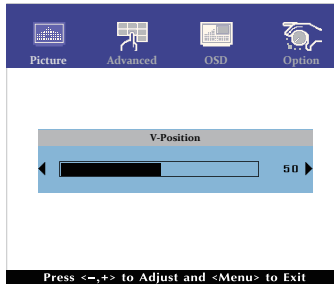 Picture Advanced OSD Option
V-Position
50
Press <–,+> to Adjust and <Menu> to Exit